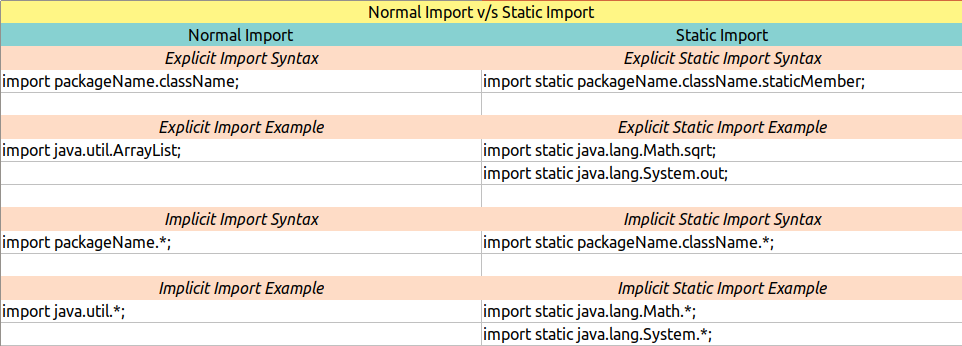 Normal Import v/s Static Import
Normal Import Static Import
Explicit Import Syntax Explicit Static Import Syntax
import packageName.className; import static packageName.className.staticMember;
Explicit Import Example Explicit Static Import Example
import java.util.ArrayList; import static java.lang.Math.sqrt;
import static java.lang.System.out;
Implicit Import Syntax Implicit Static Import Syntax
import packageName.*; import static packageName.className.*;
Implicit Import Example Implicit Static Import Example
import java.util.*; import static java.lang.Math.*;
import static java.lang.System.*;